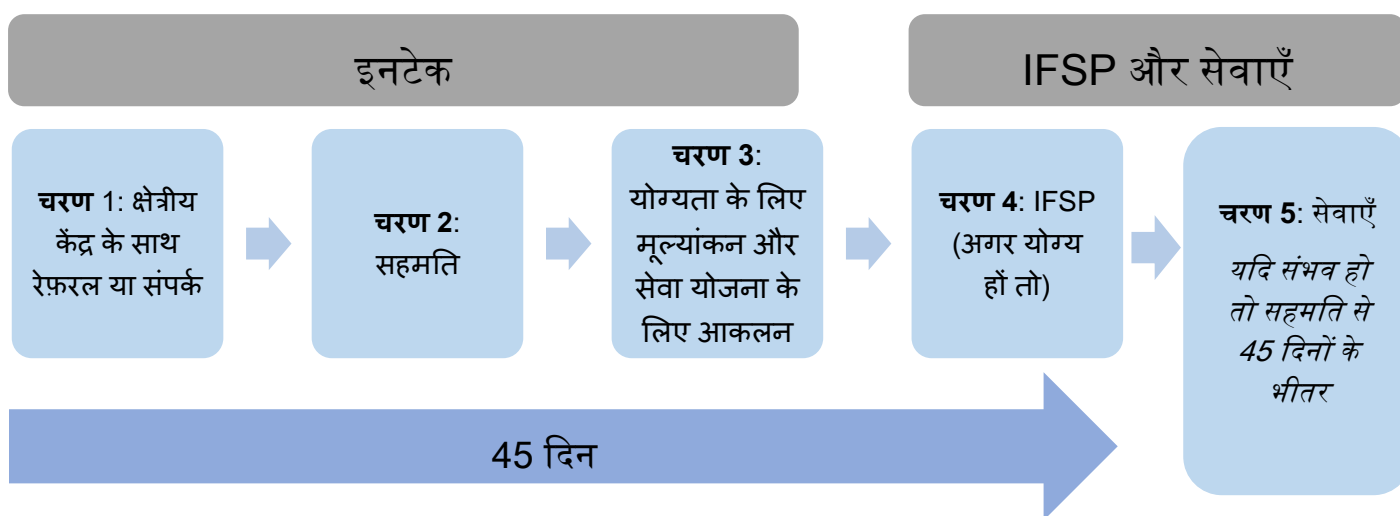 इनटेक
IFSP और सेवाएँ
चरण 1: क्षेत्रीय
केंद्र के साथ
रेफ़रल या संपर्क
चरण 2:
सहमति
चरण 3:
योग्यता के लिए
मूल्यांकन और
सेवा योजना के
लिए आकलन
चरण 4: IFSP
(अगर योग्य
हों तो)
चरण 5: सेवाएँ
यदि संभव हो
तो सहमति से
45 दिनों के
भीतर
45 दिन